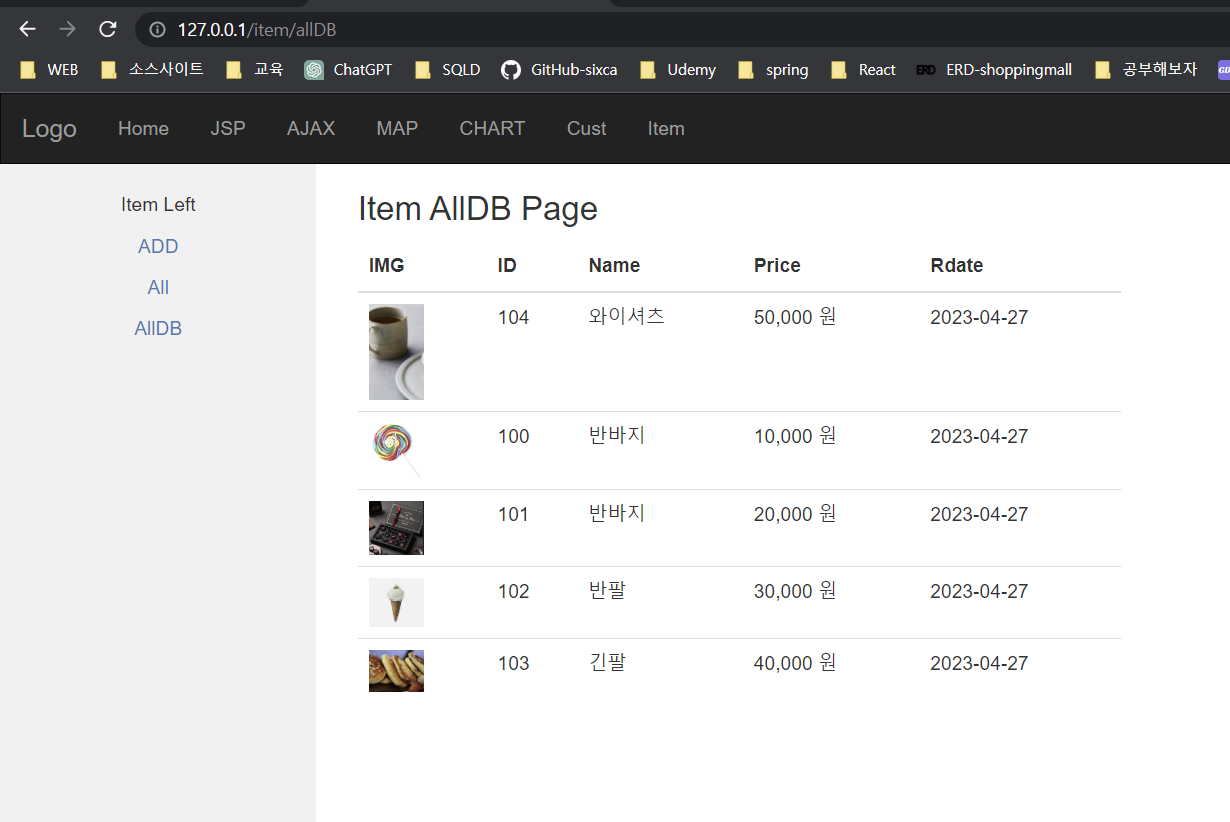 127.0.0.1/item/allDB
WEB 소스사이트 교육 ChatGPT SQLD GitHub-sixca Udemy spring React ERD ERD-shoppingmall 공부해보자
Logo Home JSP AJAX MAP CHART Cust Item
Item Left
ADD
All
AllDB
Item AllDB Page
IMG ID Name Price Rdate
104 와이셔츠 50,000 원 2023-04-27
100 반바지 10,000 원 2023-04-27
101 반바지 20,000 원 2023-04-27
102 반팔 30,000 원 2023-04-27
103 긴팔 40,000 원 2023-04-27